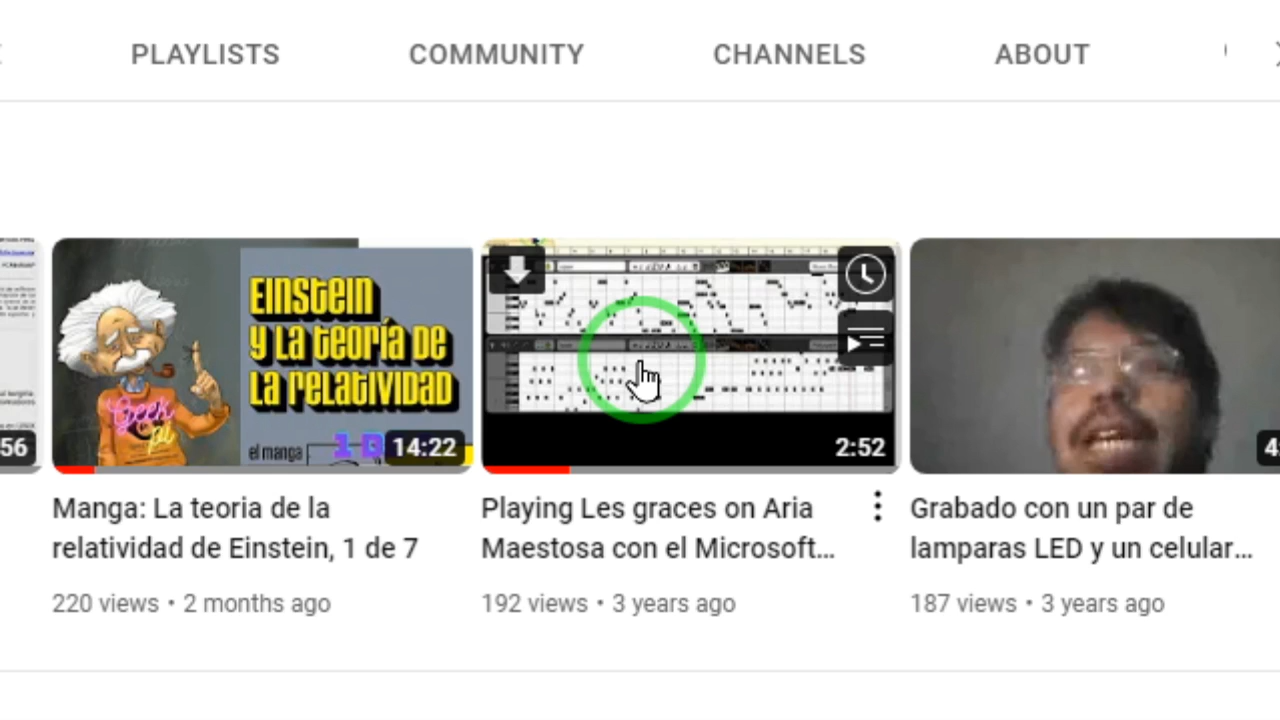 PLAYLISTS
COMMUNITY
CHANNELS
ABOUT
EINSTEIN
Y LA TEORÍA DE
LA RELATIVIDAD
Geek
el manga
1 D
56
14:22
2:52
Manga: La teoria de la
relatividad de Einstein, 1 de 7
220 views • 2 months ago
Playing Les graces on Aria
Maestosa con el Microsoft...
192 views • 3 years ago
Grabado con un par de
lamparas LED y un celular...
187 views • 3 years ago